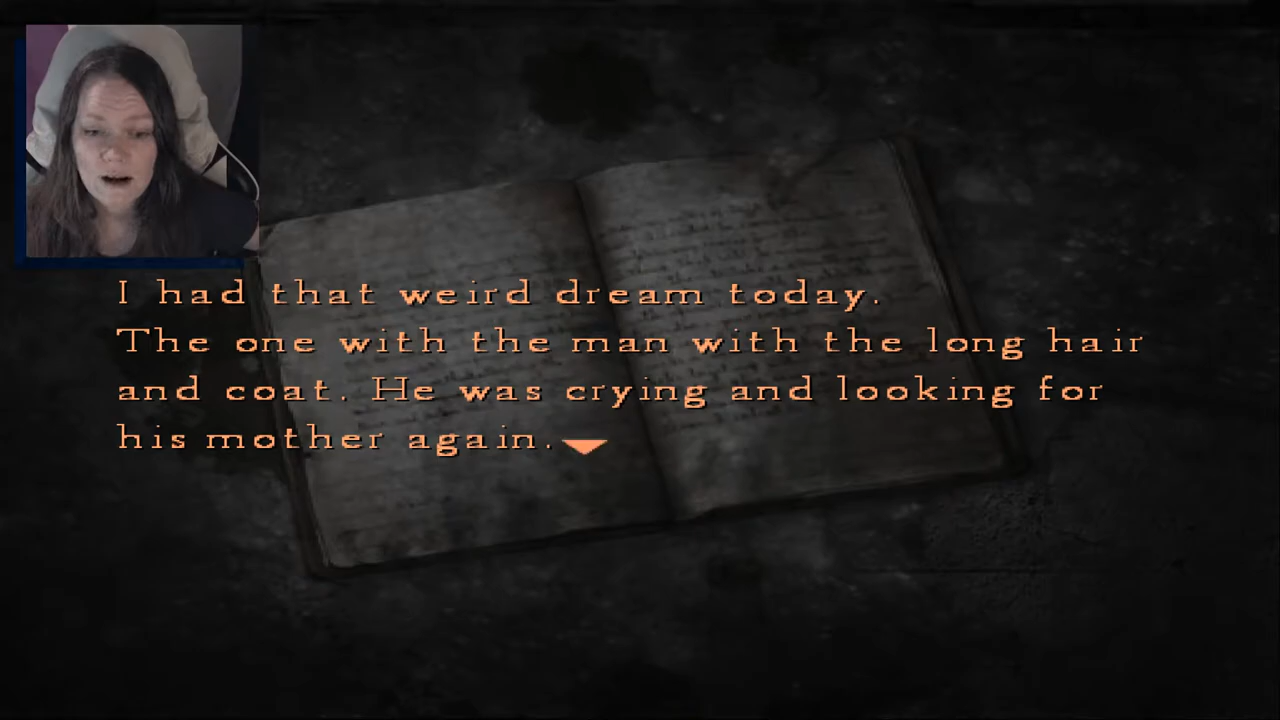 I had that weird dream today.
The one with the man with the long hair
and coat. He was crying and looking for
his mother again.